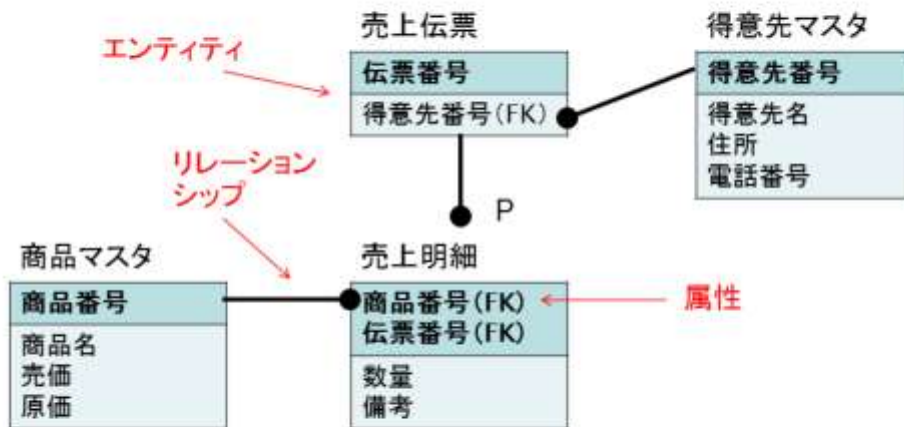 売上伝票
得意先マスタ
エンティティ
伝票番号
得意先番号(FK)
得意先番号
得意先名
住所
電話番号
リレーション
シップ
P
商品マスタ
売上明細
商品番号
商品名
売価
原価
商品番号(FK)
伝票番号(FK)
数量
備考
属性